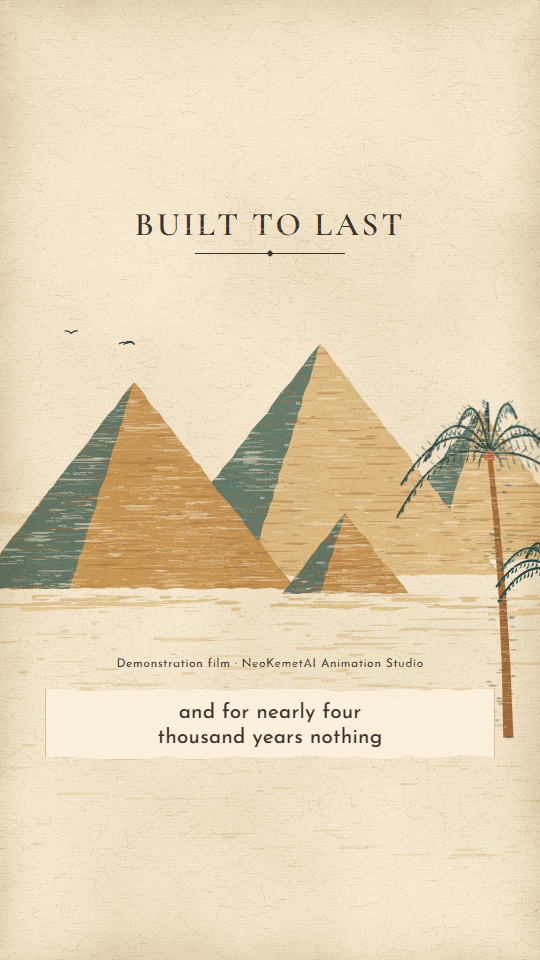 BUILT TO LAST
Demonstration film · NeoKemetAI Animation Studio
and for nearly four
thousand years nothing